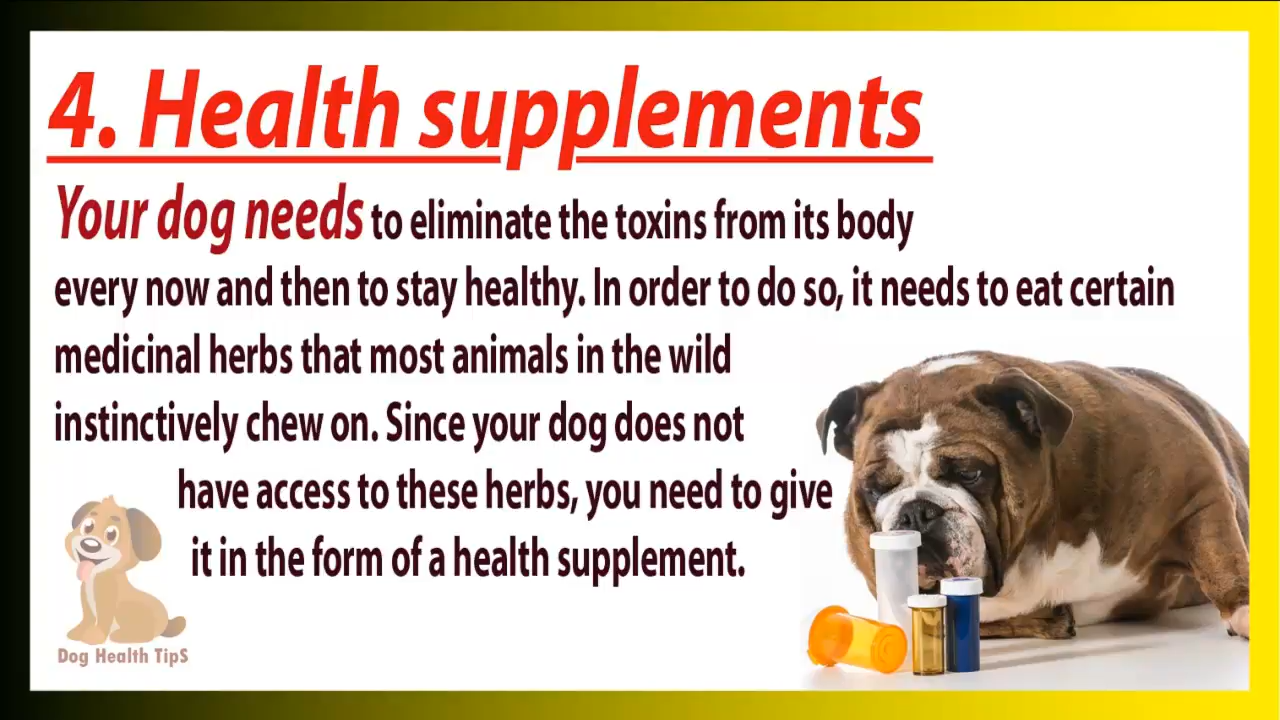 4. Health supplements
Your dog needs to eliminate the toxins from its body
every now and then to stay healthy. In order to do so, it needs to eat certain
medicinal herbs that most animals in the wild
instinctively chew on. Since your dog does not
have access to these herbs, you need to give
it in the form of a health supplement.
Dog Health TipS